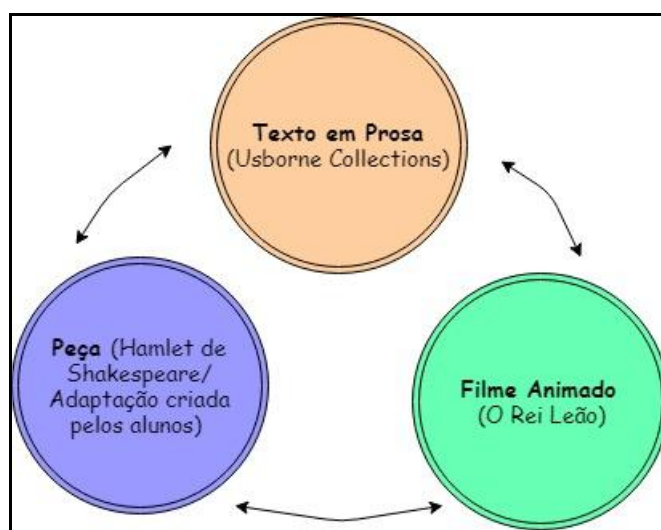 Texto em Prosa
(Usborne Collections)
Peça (Hamlet de
Shakespeare/
Adaptação criada
pelos alunos)
Filme Animado
(O Rei Leão)